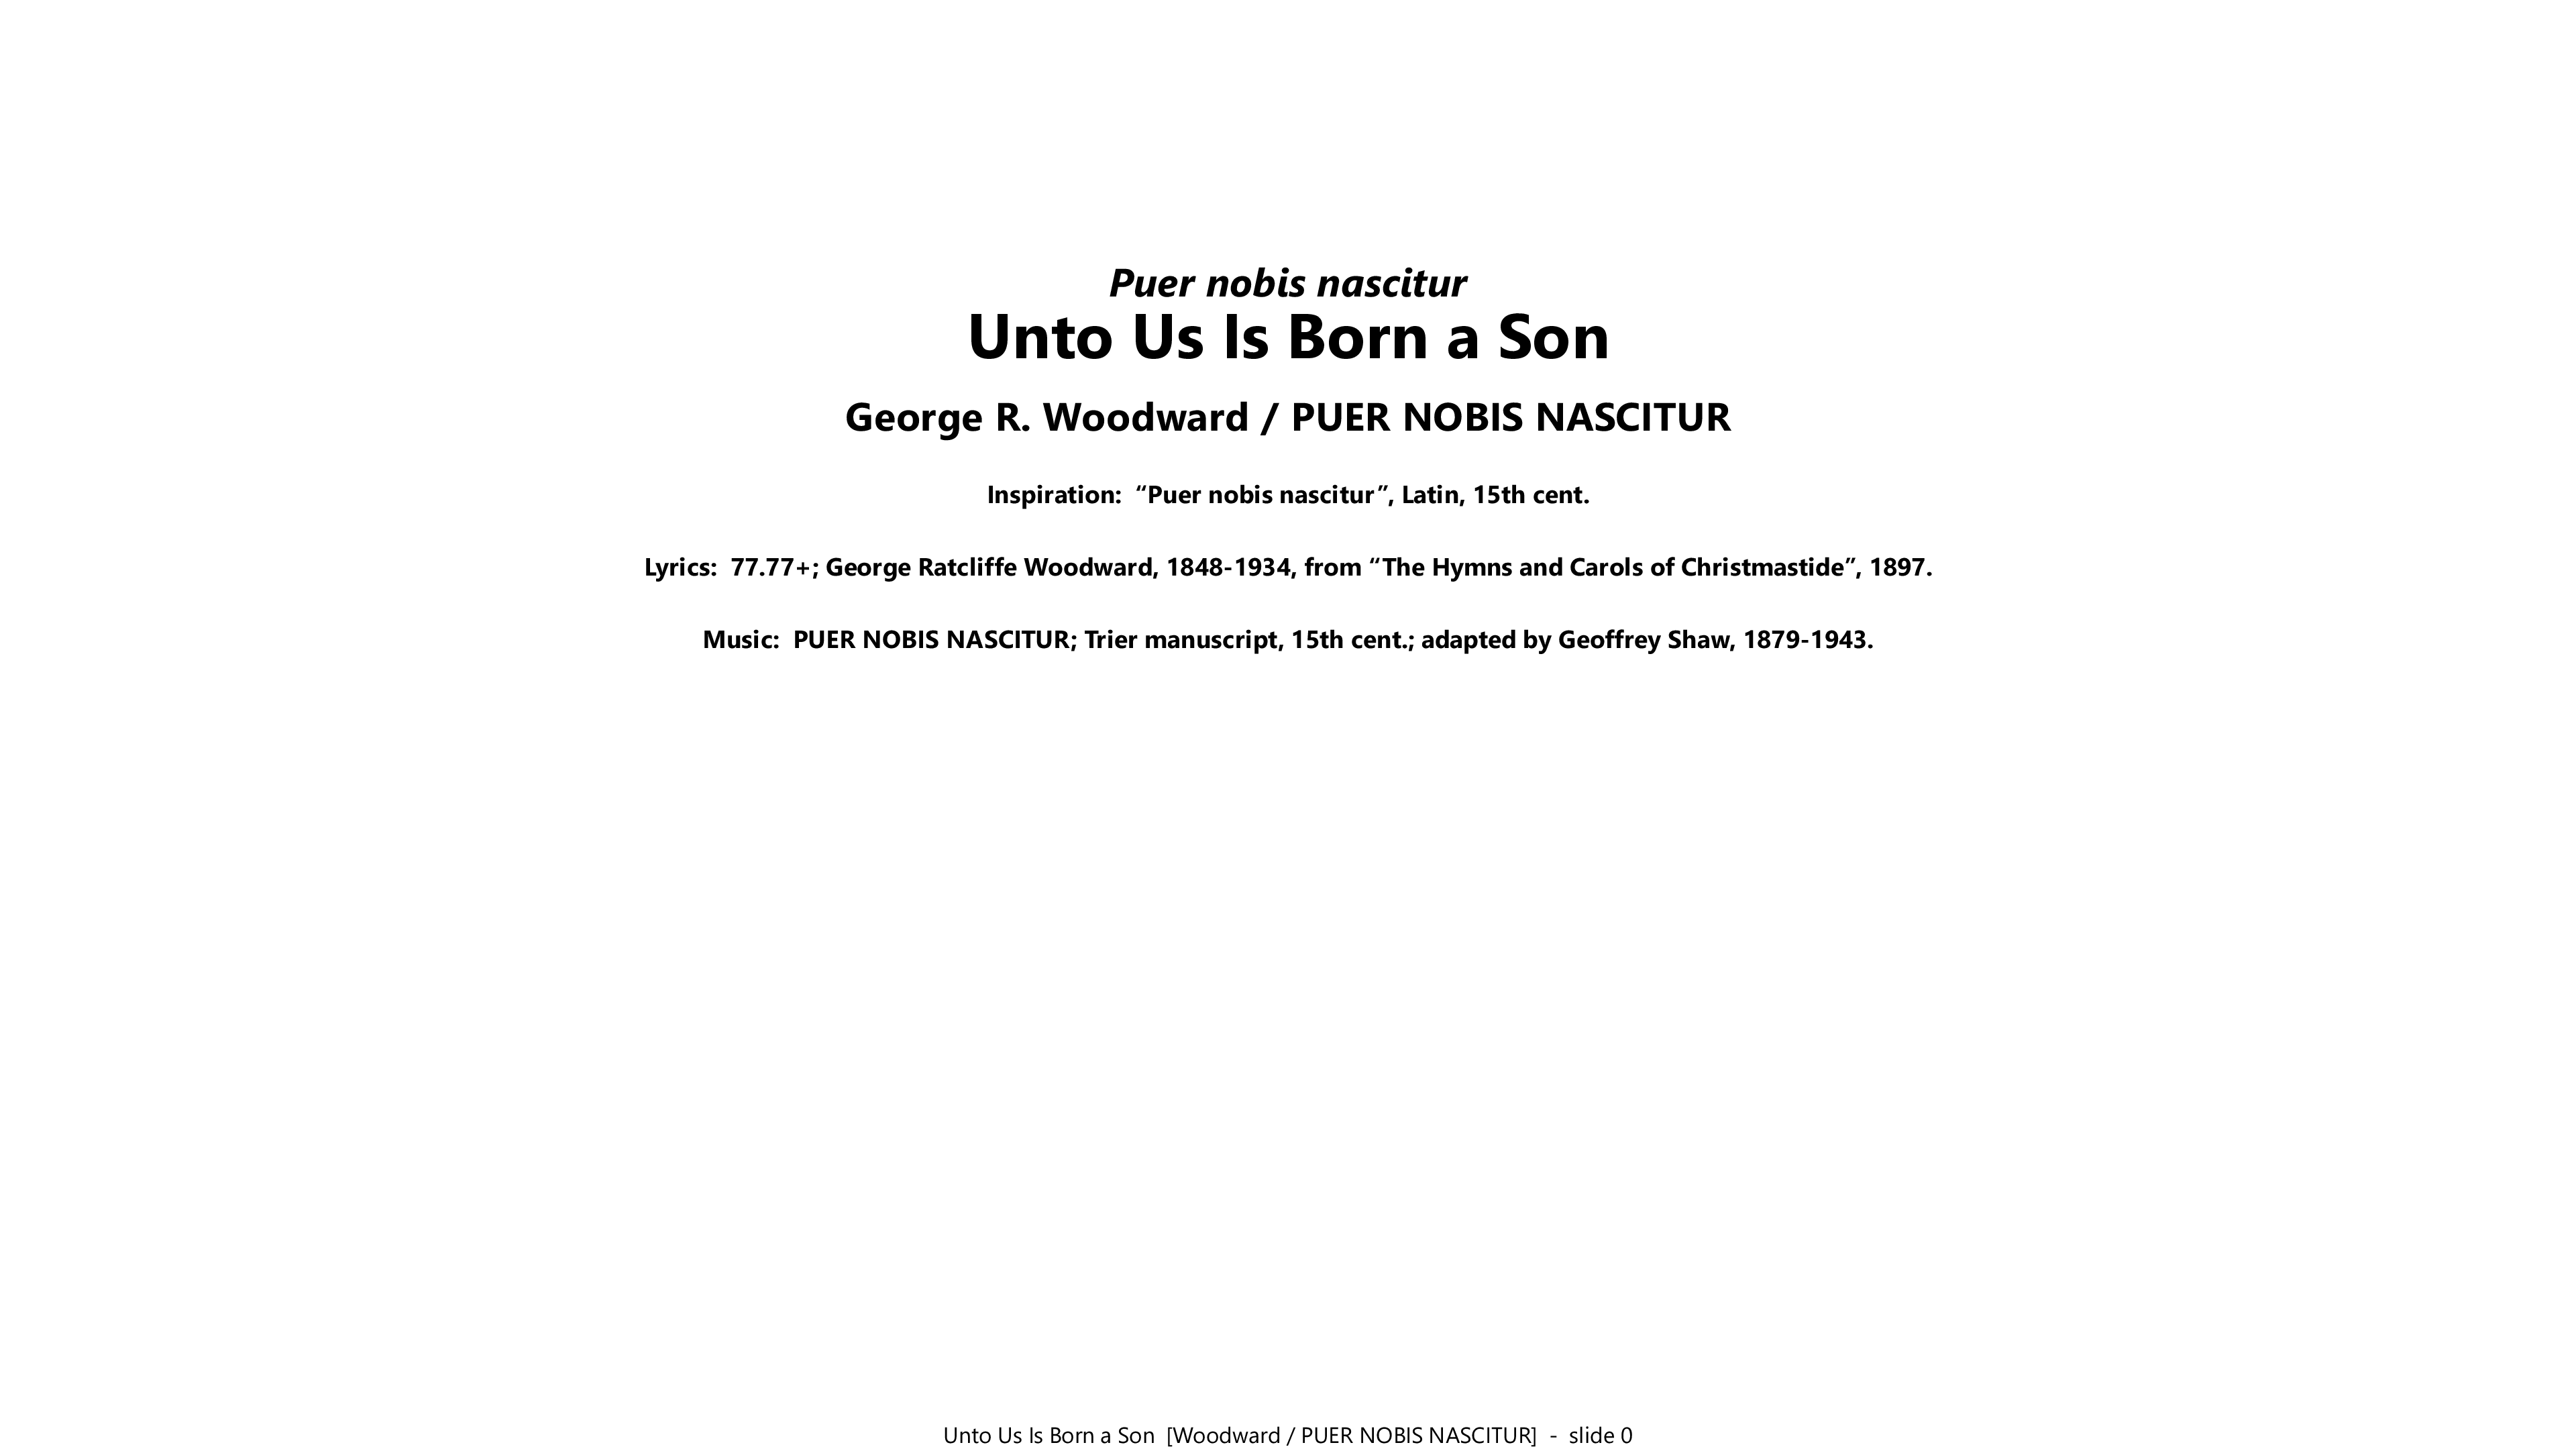 Puer nobis nascitur
Unto Us Is Born a Son
George R. Woodward / PUER NOBIS NASCITUR
Inspiration:  “Puer nobis nascitur”, Latin, 15th cent.
Lyrics:  77.77+; George Ratcliffe Woodward, 1848-1934, from “The Hymns and Carols of Christmastide”, 1897.
Music:  PUER NOBIS NASCITUR; Trier manuscript, 15th cent.; adapted by Geoffrey Shaw, 1879-1943.
Unto Us Is Born a Son  [Woodward / PUER NOBIS NASCITUR]  -  slide 0